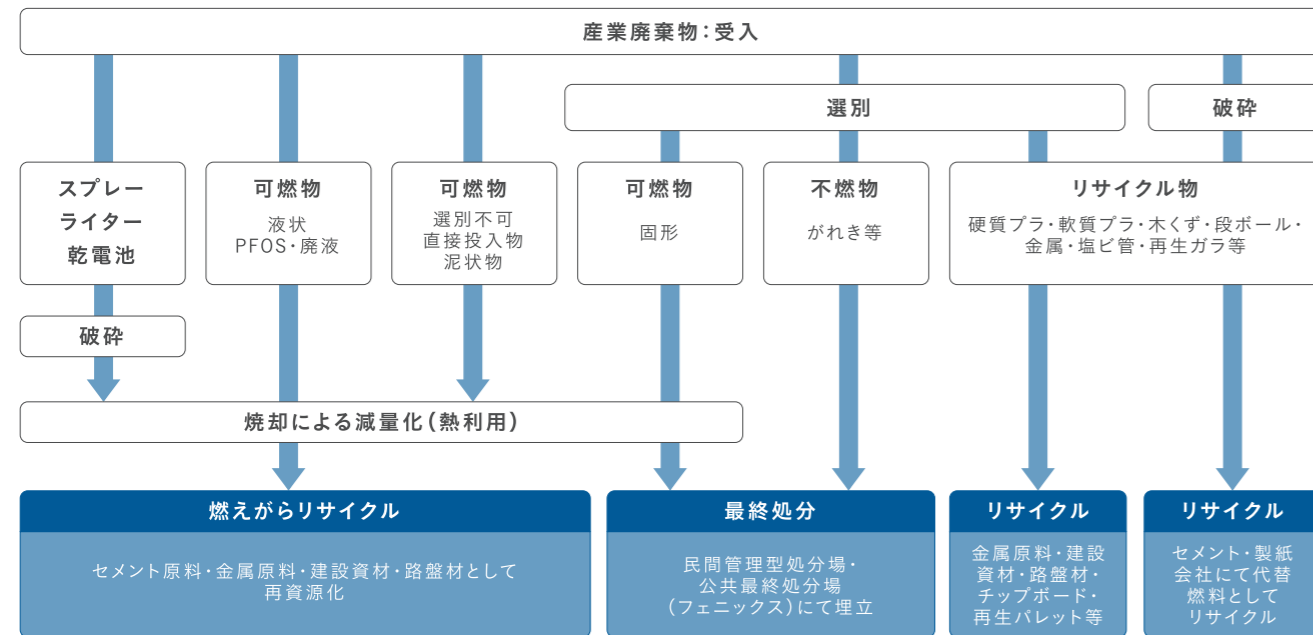 産業廃棄物：受入
選別
破砕
スプレー
ライター
乾電池
可燃物
液状
PFOS・廃液
可燃物
選別不可
直接投入物
泥状物
可燃物
固形
不燃物
がれき等
リサイクル物
硬質プラ・軟質プラ・木くず・段ボール・
金属・塩ビ管・再生ガラ等
破砕
焼却による減量化（熱利用）
燃えがらリサイクル
セメント原料・金属原料・建設資材・路盤材として
再資源化
最終処分
民間管理型処分場・
公共最終処分場
（フェニックス）にて埋立
リサイクル
金属原料・建設
資材・路盤材・
チップボード・
再生パレット等
リサイクル
セメント・製紙
会社にて代替
燃料として
リサイクル